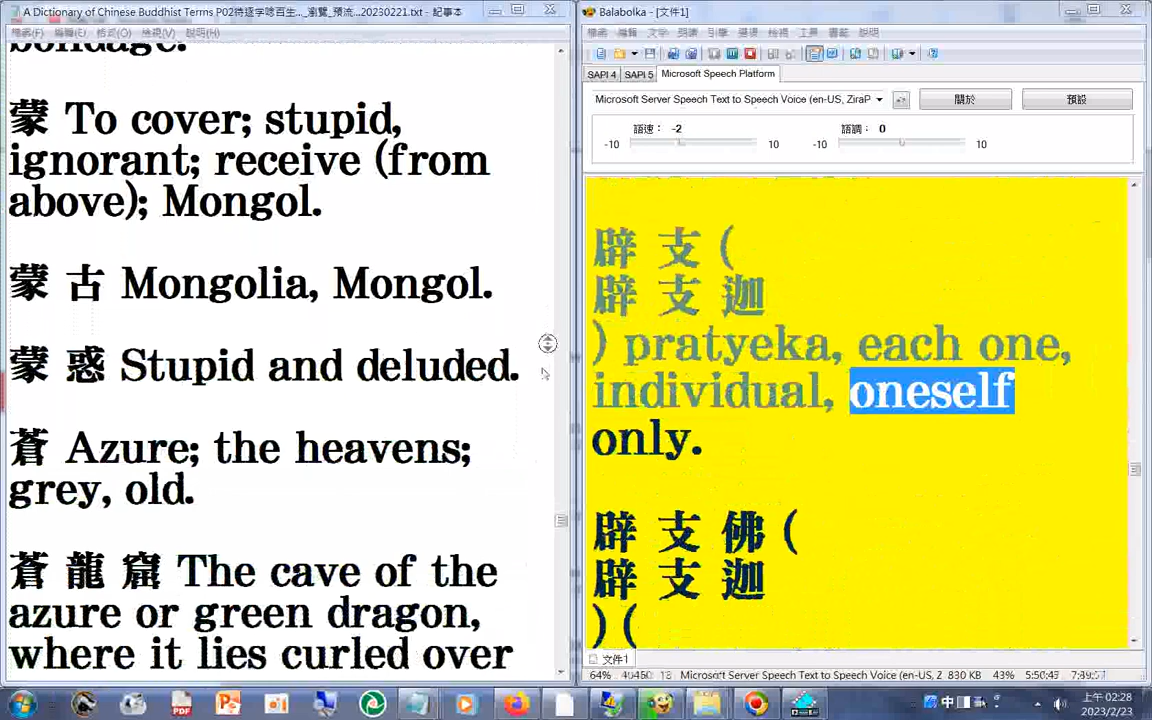 A Dictionary of Chinese Buddhist Terms
20230221.txt - 記事本
bondage.
蒙 To cover; stupid,
ignorant; receive (from
above); Mongol.
蒙 古 Mongolia, Mongol.
蒙 惑 Stupid and deluded.
蒼 Azure; the heavens;
grey, old.
蒼 龍 窟 The cave of the
azure or green dragon,
where it lies curled over
Balabolka - [文件1]
SAPI 4
SAPI 5
Microsoft Speech Platform
Microsoft Server Speech Text to Speech Voice (en-US, ZiraP
關於
預設
語速： -2
語調： 0
-10
10
-10
10
辟 支 (
辟 支 迦
) pratyeka, each one,
individual, oneself
only.
辟 支 佛 (
辟 支 迦
) (
文件1
64%
Microsoft Server Speech Text to Speech Voice (en-US, Z
830 KB
43%
上午 02:28
2023/2/23